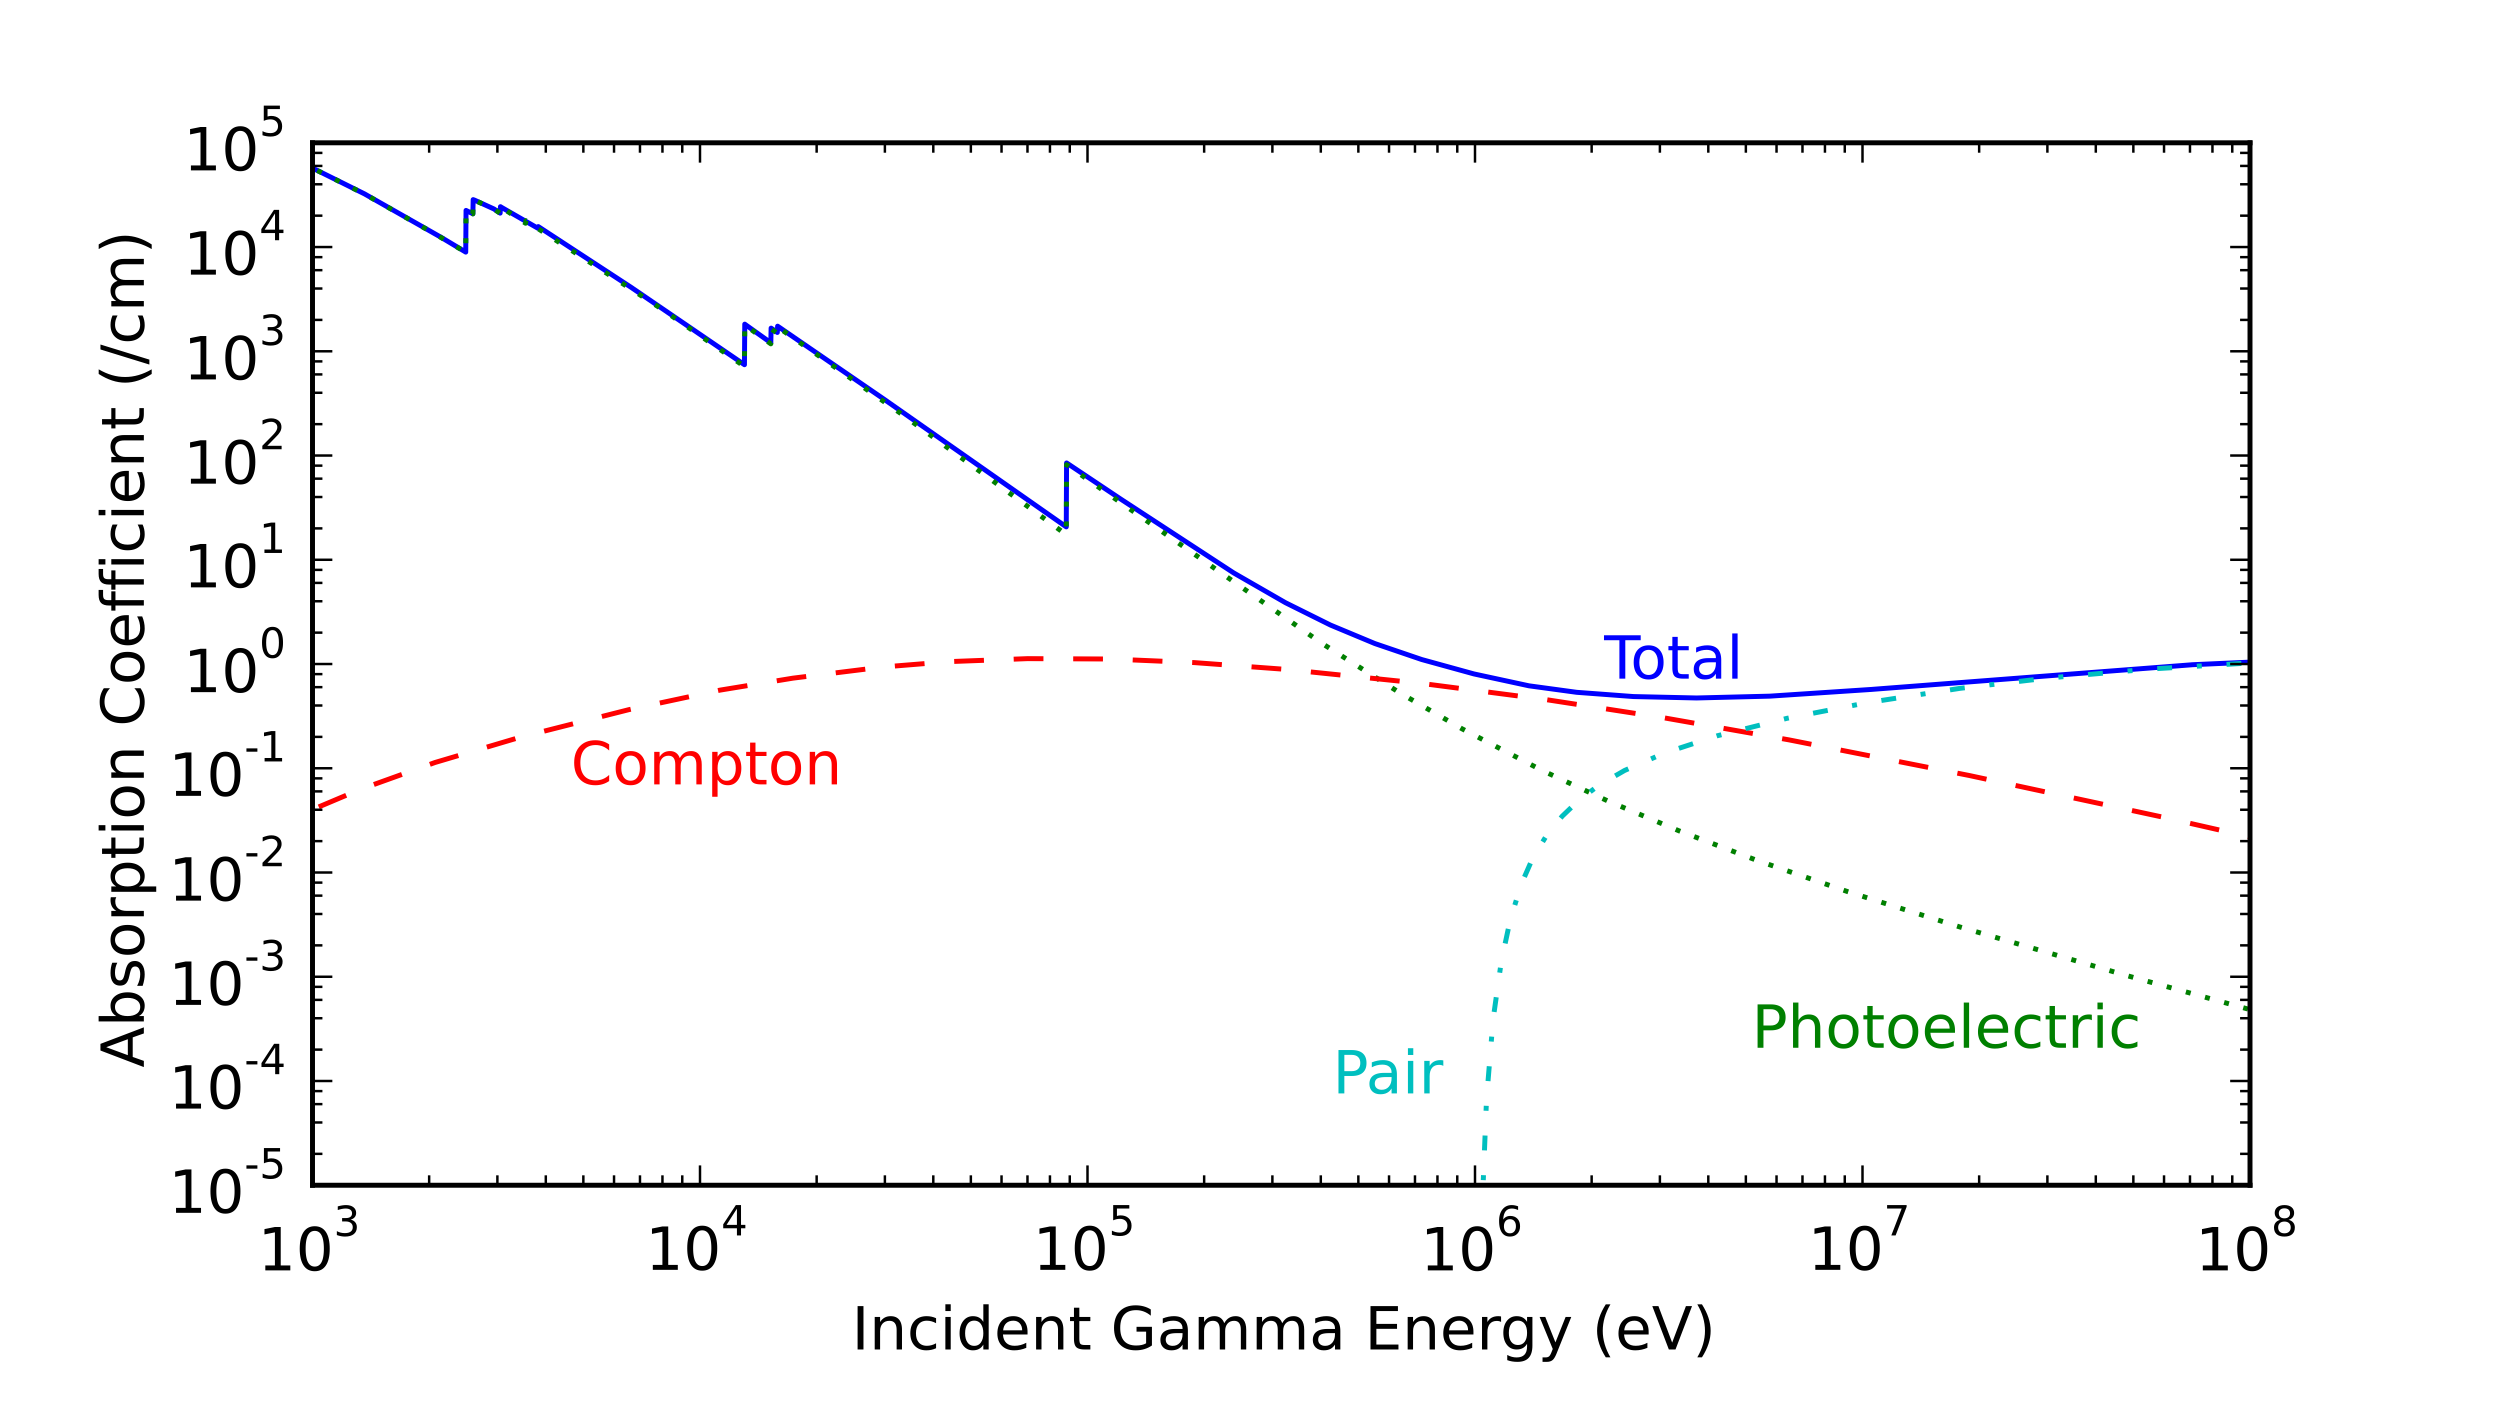 10^5
10^4
10^3
10^2
10^1
10^0
10^-1
10^-2
10^-3
10^-4
10^-5
Absorption Coefficient (/cm)
Total
Compton
Photoelectric
Pair
10^3 10^4 10^5 10^6 10^7 10^8
Incident Gamma Energy (eV)